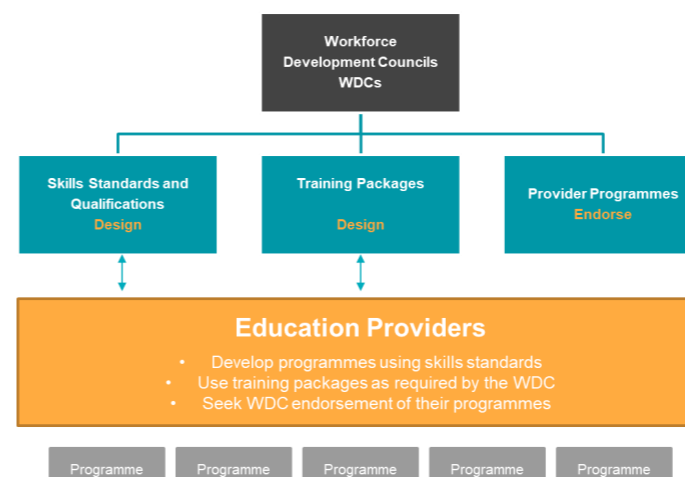 Workforce
Development Councils
WDCs
Skills Standards and
Qualifications
Design
Training Packages
Design
Provider Programmes
Endorse
Education Providers
• Develop programmes using skills standards
• Use training packages as required by the WDC
• Seek WDC endorsement of their programmes
Programme
Programme
Programme
Programme
Programme